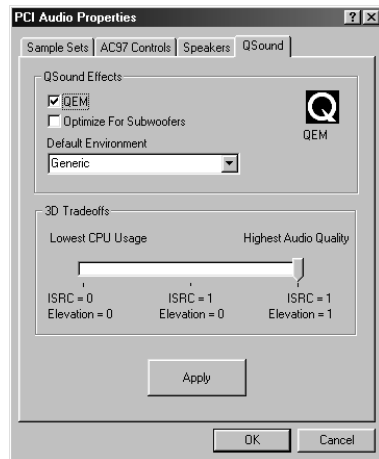 PCI Audio Properties
Sample Sets AC97 Controls Speakers QSound
QSound Effects
QEM
Optimize For Subwoofers
Default Environment
Generic
Q
QEM
3D Tradeoffs
Lowest CPU Usage Highest Audio Quality
ISRC = 0 ISRC = 1 ISRC = 1
Elevation = 0 Elevation = 0 Elevation = 1
Apply
OK Cancel